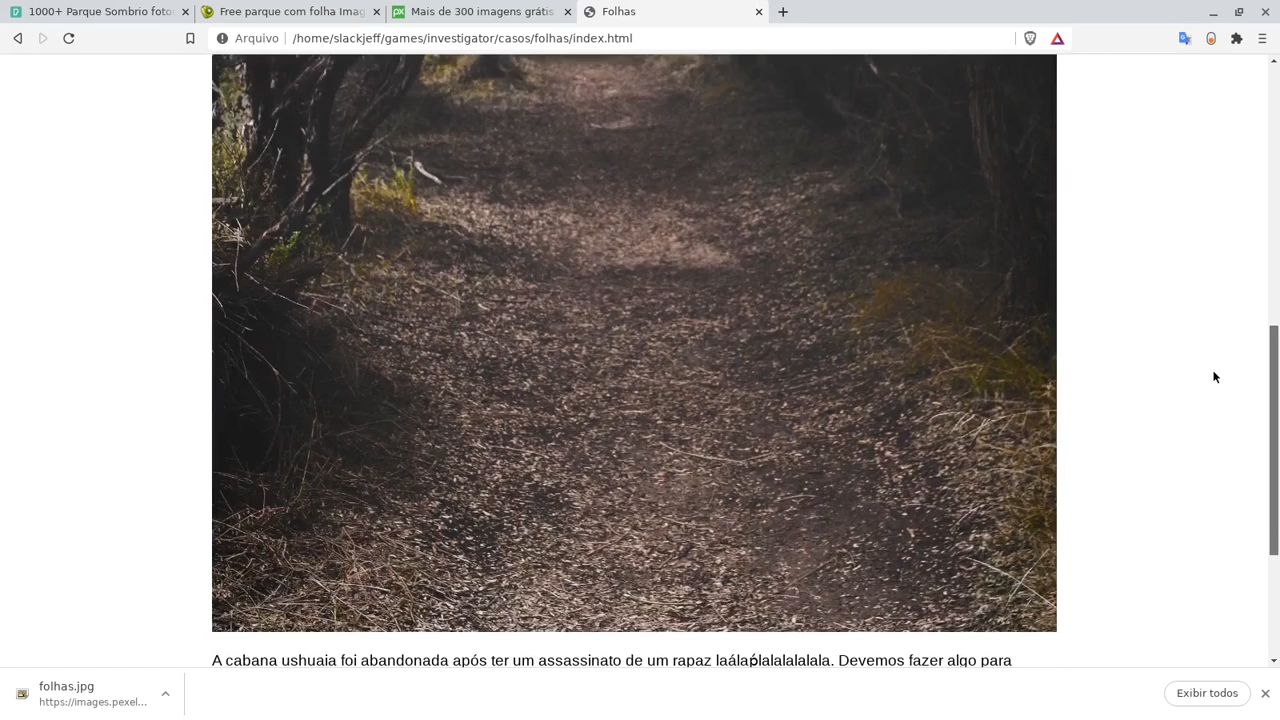 1000+ Parque Sombrio foto
Free parque com folha Imag
Mais de 300 imagens grátis
Folhas
Arquivo
/home/slackjeff/games/investigator/casos/folhas/index.html
A cabana ushuaia foi abandonada após ter um assassinato de um rapaz laálaṕlalalalalala. Devemos fazer algo para
folhas.jpg
https://images.pexel...
Exibir todos